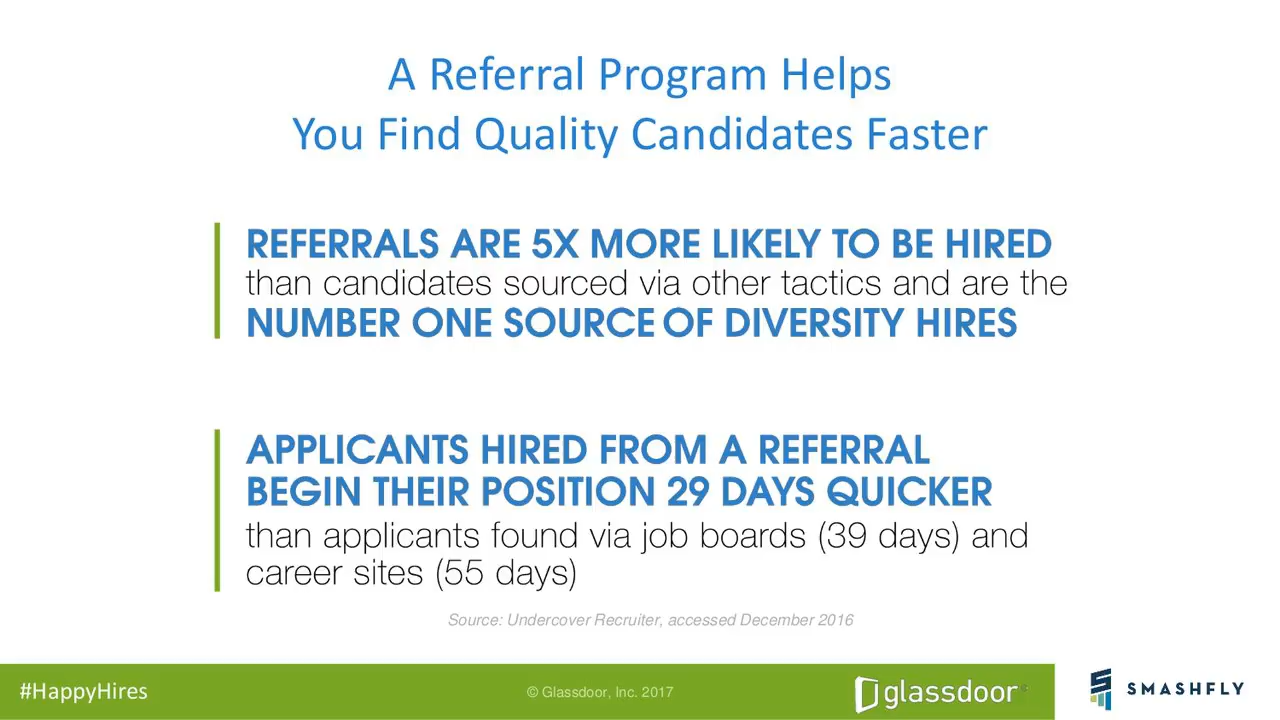 A Referral Program Helps
You Find Quality Candidates Faster
REFERRALS ARE 5X MORE LIKELY TO BE HIRED
than candidates sourced via other tactics and are the
NUMBER ONE SOURCE OF DIVERSITY HIRES
APPLICANTS HIRED FROM A REFERRAL
BEGIN THEIR POSITION 29 DAYS QUICKER
than applicants found via job boards (39 days) and
career sites (55 days)
Source: Undercover Recruiter, accessed December 2016
#HappyHires
© Glassdoor, Inc. 2017
glassdoor
SMASHFLY